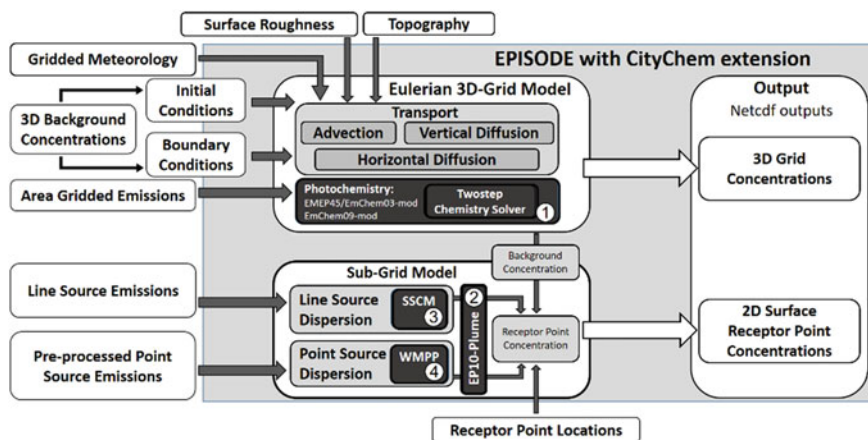 Surface Roughness
Topography
Gridded Meteorology
EPISODE with CityChem extension
Initial
Conditions
3D Background
Concentrations
Boundary
Conditions
Area Gridded Emissions
Eulerian 3D-Grid Model
Transport
Advection
Vertical Diffusion
Horizontal Diffusion
Photochemistry:
EMEP45/EmChem03-mod
EmChem09-mod
Twostep
Chemistry Solver
1
Output
Netcdf outputs
3D Grid
Concentrations
Background
Concentration
Line Source Emissions
Pre-processed Point
Source Emissions
Sub-Grid Model
Line Source
Dispersion
SSCM
3
Point Source
Dispersion
WMPP
4
2
EP10-Plume
Receptor Point
Concentration
2D Surface
Receptor Point
Concentrations
Receptor Point Locations